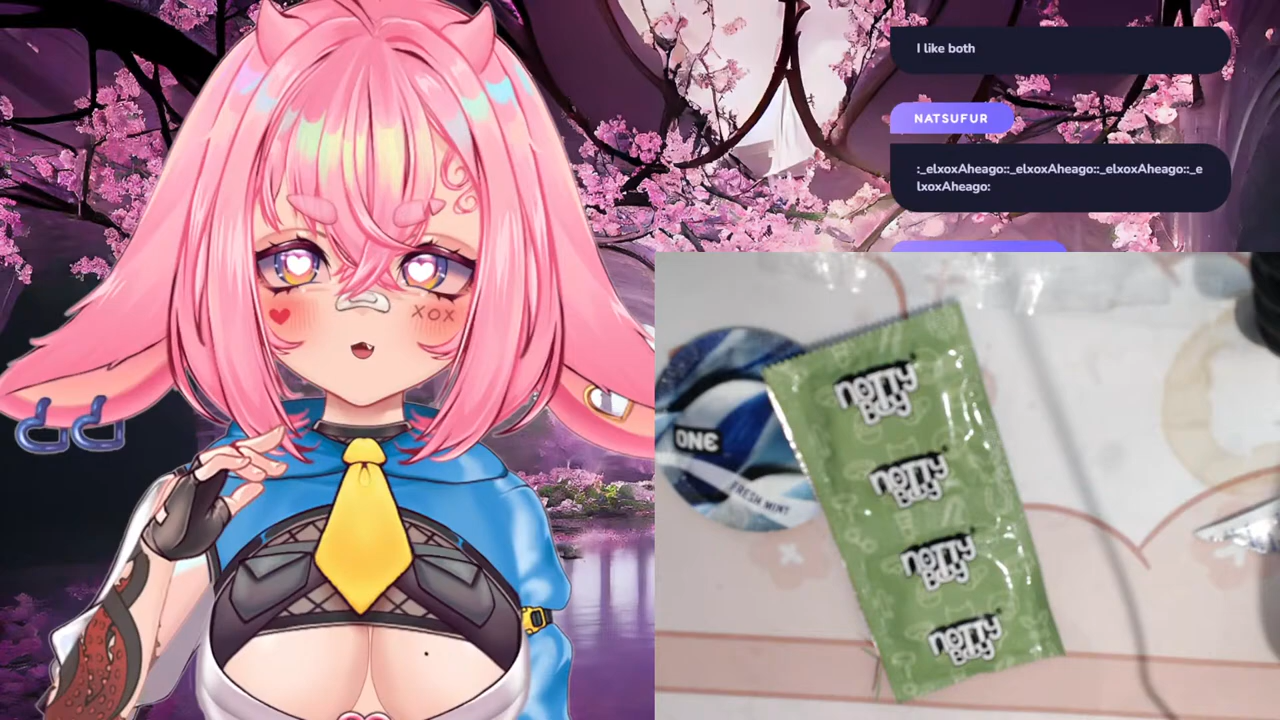 I like both
NATSUFUR
:_elxoxAheago::_elxoxAheago::_elxoxAheago::_e
lxoxAheago:
XOX
ONE
FRESH MINT
NOTTY
Boy
NOTTY
Boy
NOTTY
Boy
NOTTY
Boy